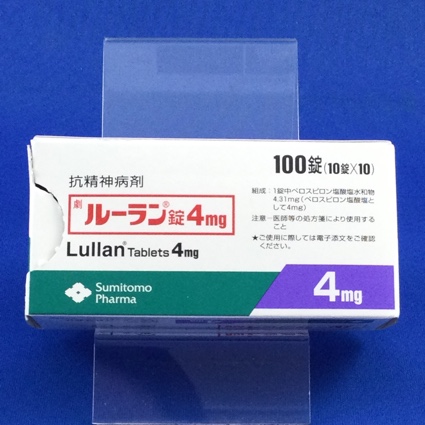 100錠(10錠×10)
抗精神病剤
劇 ルーラン®錠4mg
Lullan® Tablets 4mg
組成:1錠中ペロスピロン塩酸塩水和物
4.31mg(ペロスピロン塩酸塩と
して4mg)
注意-医師等の処方箋により使用する
こと
★ご使用に際しては電子添文をご確認
ください。
Sumitomo
Pharma
4mg